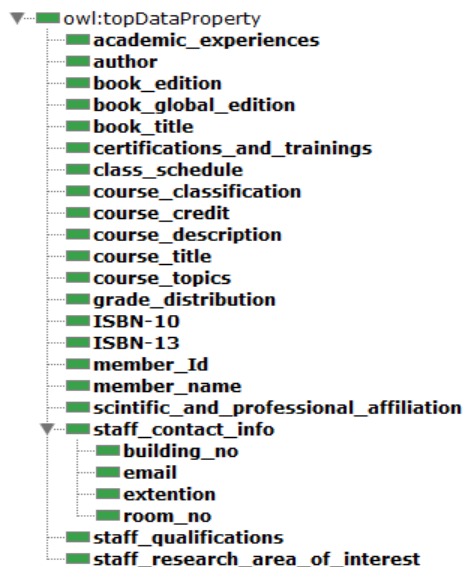 owl:topDataProperty
academic_experiences
author
book_edition
book_global_edition
book_title
certifications_and_trainings
class_schedule
course_classification
course_credit
course_description
course_title
course_topics
grade_distribution
ISBN-10
ISBN-13
member_Id
member_name
scintific_and_professional_affiliation
staff_contact_info
building_no
email
extention
room_no
staff_qualifications
staff_research_area_of_interest